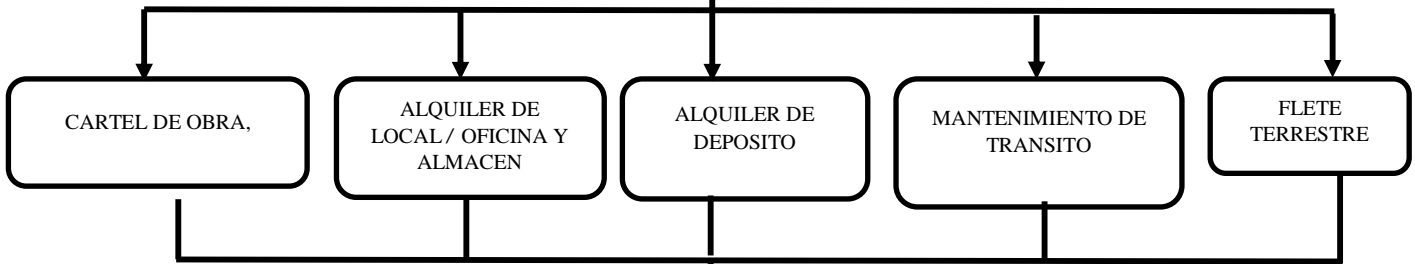 CARTEL DE OBRA,
ALQUILER DE
LOCAL / OFICINA Y
ALMACEN
ALQUILER DE
DEPOSITO
MANTENIMIENTO DE
TRANSITO
FLETE
TERRESTRE